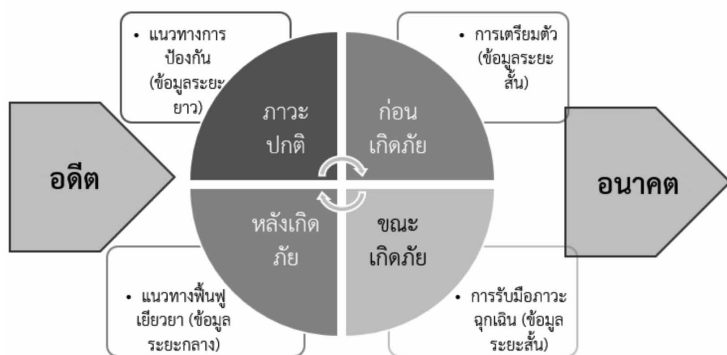 • แนวทางการ
ป้องกัน
(ข้อมูลระยะ
ยาว)
• การเตรียมตัว
(ข้อมูลระยะ
สั้น)
ภาวะ
ปกติ
ก่อน
เกิดภัย
อดีต
อนาคต
หลังเกิด
ภัย
ขณะ
เกิดภัย
• แนวทางฟื้นฟู
เยียวยา (ข้อมูล
ระยะกลาง)
• การรับมือภาวะ
ฉุกเฉิน (ข้อมูล
ระยะสั้น)